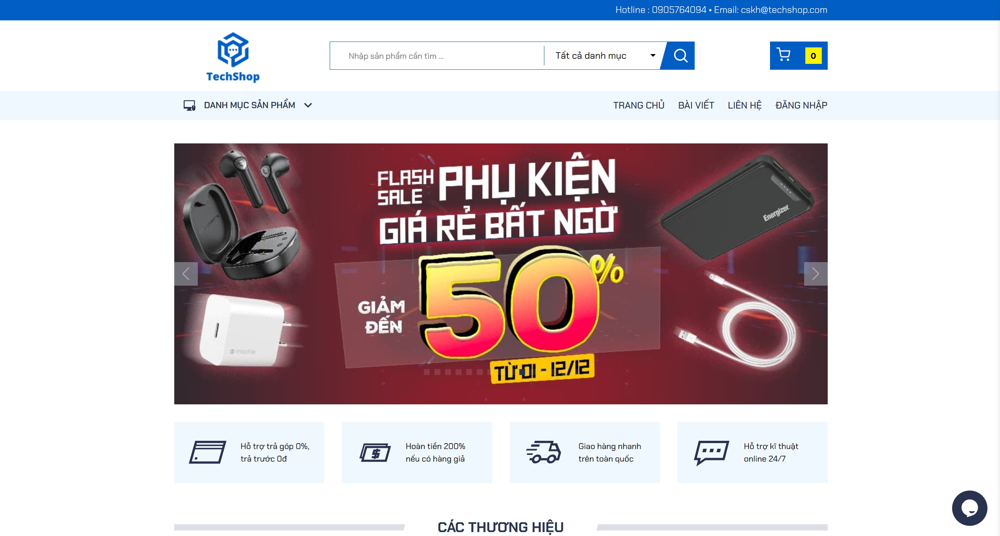 Hotline : 0905764094 • Email: cskh@techshop.com
TechShop
Nhập sản phẩm cần tìm ...
Tất cả danh mục
0
DANH MỤC SẢN PHẨM
TRANG CHỦ
BÀI VIẾT
LIÊN HỆ
ĐĂNG NHẬP
FLASH
SALE
PHỤ KIỆN
GIÁ RẺ BẤT NGỜ
Energizer
GIẢM
ĐẾN
50%
mophie
TỪ 01 - 12/12
Hỗ trợ trả góp 0%,
trả trước 0đ
Hoàn tiền 200%
nếu có hàng giả
Giao hàng nhanh
trên toàn quốc
Hỗ trợ kĩ thuật
online 24/7
CÁC THƯƠNG HIỆU